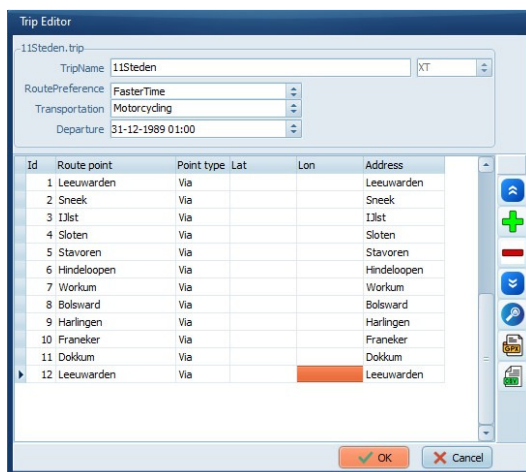 Trip Editor
11Steden.trip
TripName 11Steden XT
RoutePreference FasterTime
Transportation Motorcycling
Departure 31-12-1989 01:00
Id Route point Point type Lat Lon Address
1 Leeuwarden Via Leeuwarden
2 Sneek Via Sneek
3 IJlst Via IJlst
4 Sloten Via Sloten
5 Stavoren Via Stavoren
6 Hindeloopen Via Hindeloopen
7 Workum Via Workum
8 Bolsward Via Bolsward
9 Harlingen Via Harlingen
10 Franeker Via Franeker
11 Dokkum Via Dokkum
12 Leeuwarden Via Leeuwarden
GPX
CSV
OK Cancel